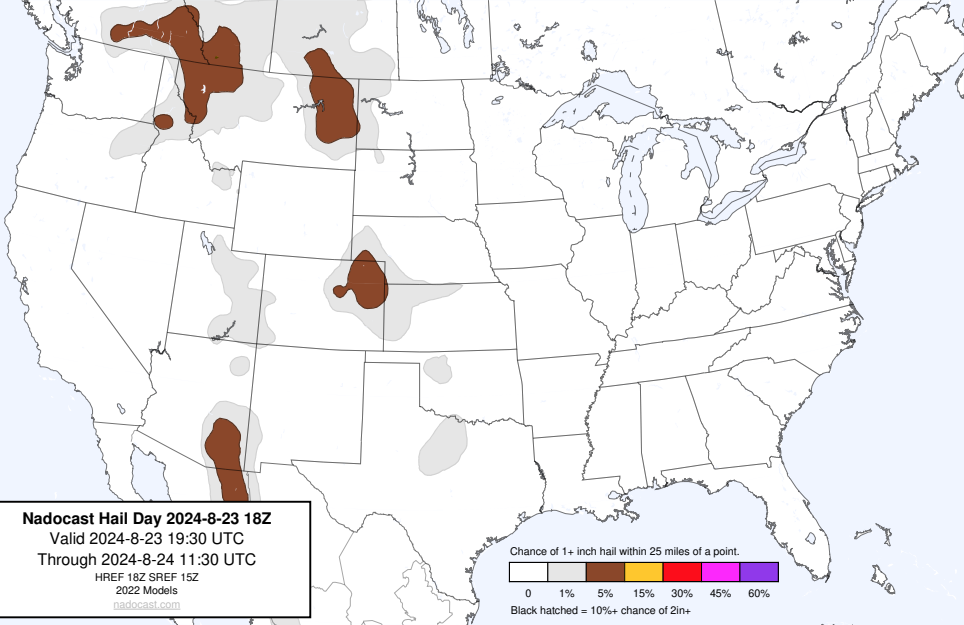 Nadocast Hail Day 2024-8-23 18Z
Valid 2024-8-23 19:30 UTC
Through 2024-8-24 11:30 UTC
HREF 18Z SREF 15Z
2022 Models
nadocast.com
Chance of 1+ inch hail within 25 miles of a point.
0 1% 5% 15% 30% 45% 60%
Black hatched = 10%+ chance of 2in+